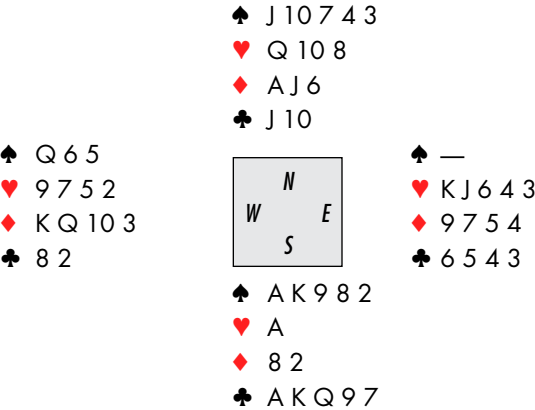 ♠ J 10 7 4 3
♥ Q 10 8
♦ A J 6
♣ J 10
♠ Q 6 5
♥ 9 7 5 2
♦ K Q 10 3
♣ 8 2
N
W E
S
♠ —
♥ K J 6 4 3
♦ 9 7 5 4
♣ 6 5 4 3
♠ A K 9 8 2
♥ A
♦ 8 2
♣ A K Q 9 7